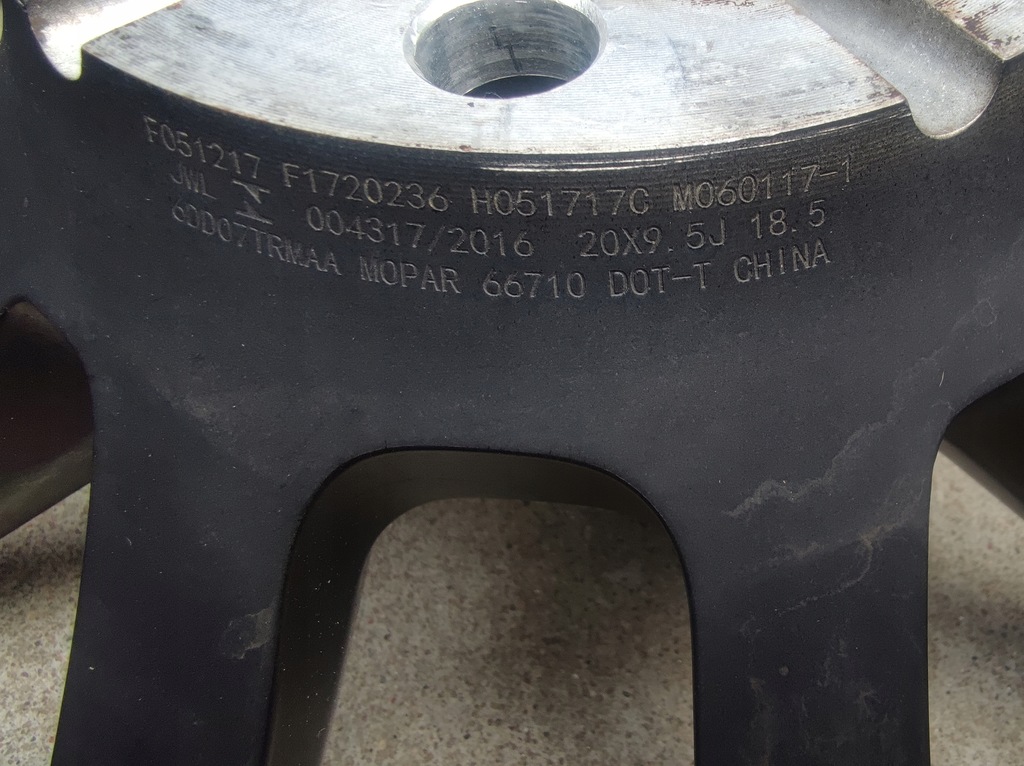 F051217 F1720236 H051717C M060117-1
JWL 004317/2016 20X9.5J 18.5
6DD07TRMAA MOPAR 66710 DOT-T CHINA